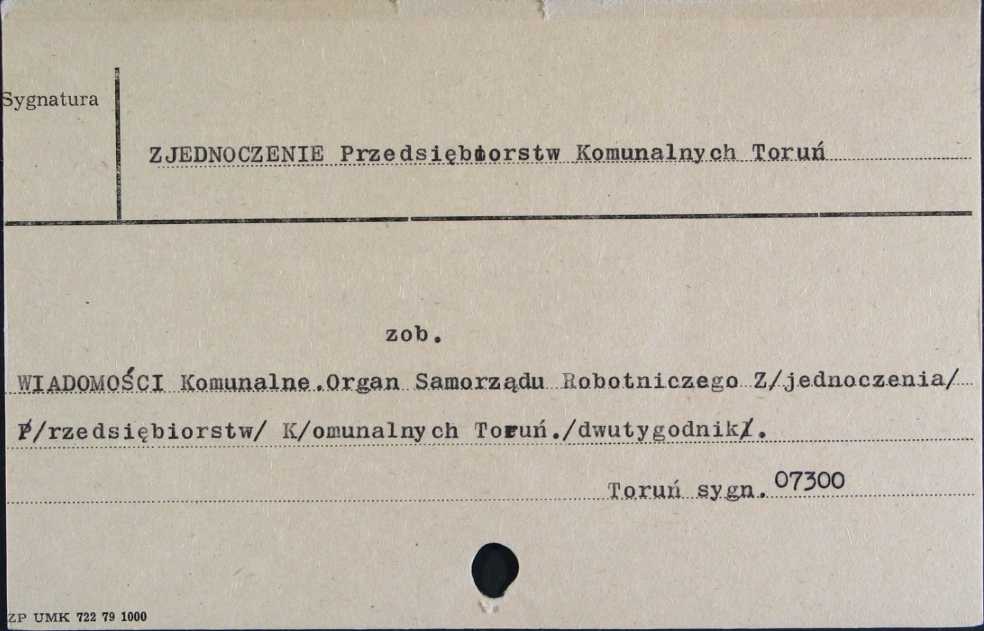 Sygnatura
ZJEDNOCZENIE Przedsiębiorstw Komunalnych Toruń
zob.
WIADOMOŚCI Komunalne.Organ Samorządu Robotniczego Z/jednoczenia/
P/rzedsiębiorstw/ K/omunalnych Toruń./dwutygodnik/.
Toruń sygn. 07300
ZP UMK 722 79 1000